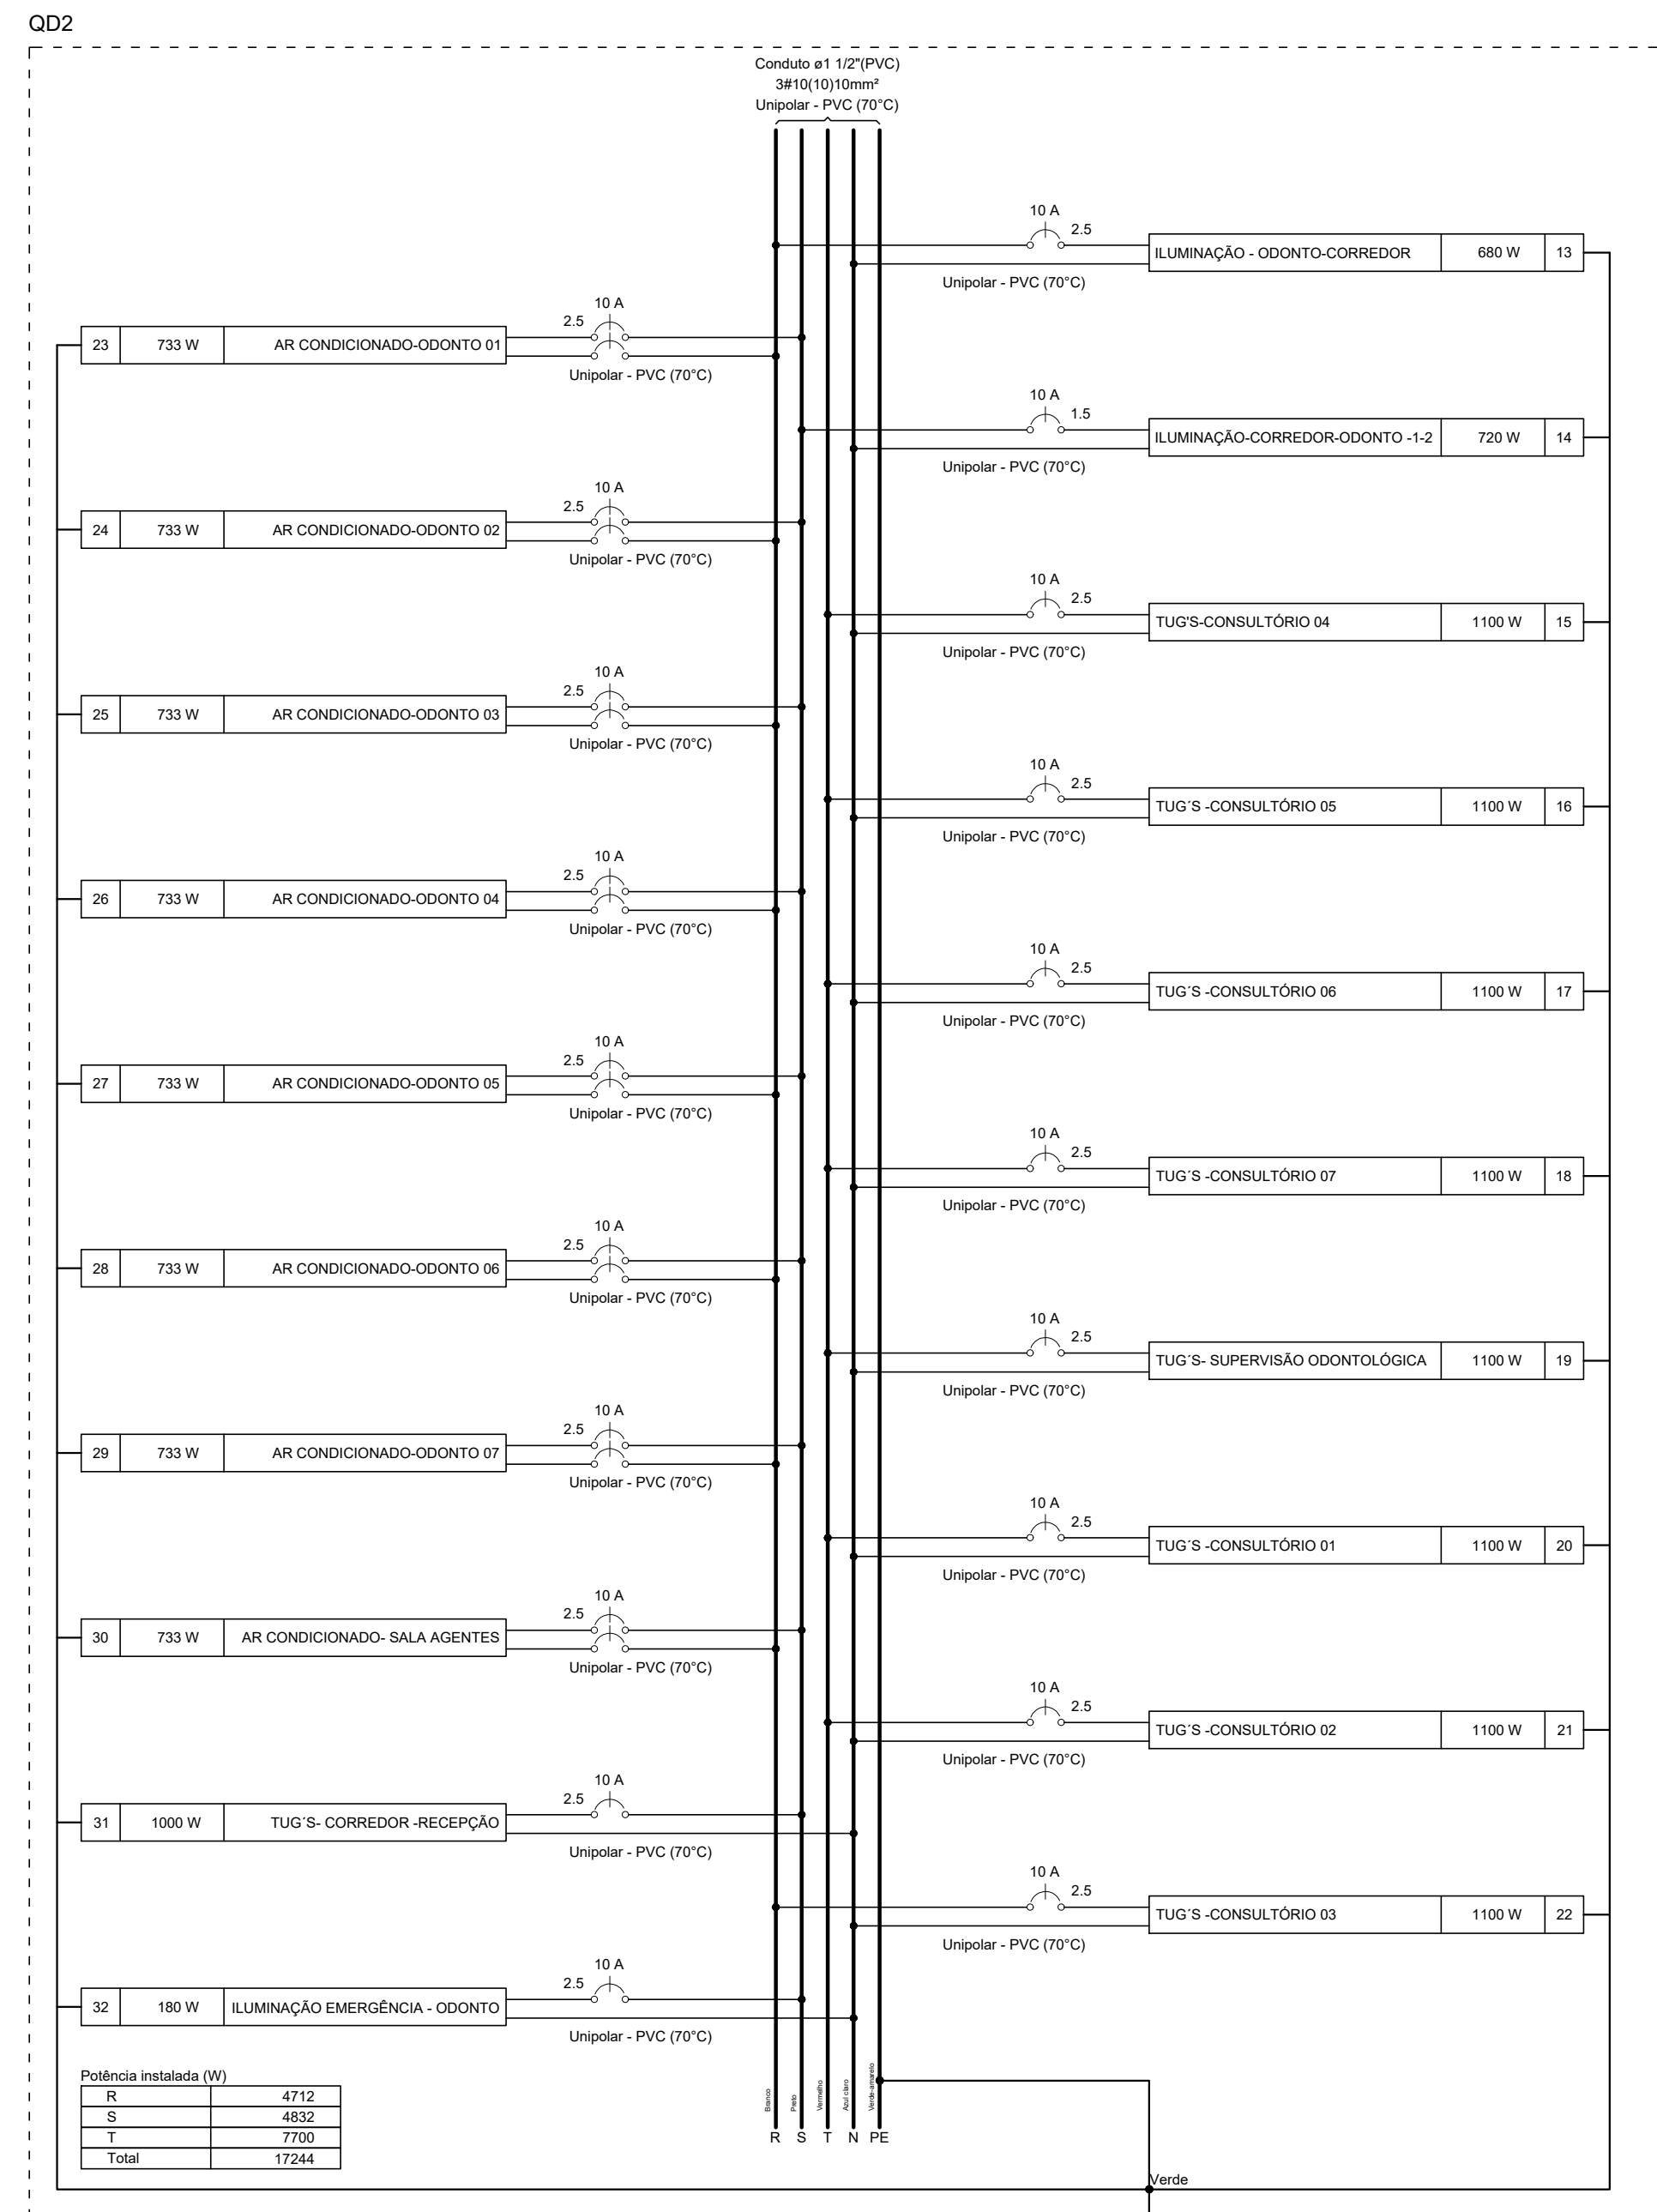 QD2
Conduto ø1 1/2"(PVC)
3#10(10)10mm²
Unipolar - PVC (70°C)
10 A
2.5
ILUMINAÇÃO - ODONTO-CORREDOR 680 W 13
Unipolar - PVC (70°C)
10 A
2.5
23 733 W AR CONDICIONADO-ODONTO 01
Unipolar - PVC (70°C)
10 A
1.5
ILUMINAÇÃO-CORREDOR-ODONTO -1-2 720 W 14
Unipolar - PVC (70°C)
10 A
2.5
24 733 W AR CONDICIONADO-ODONTO 02
Unipolar - PVC (70°C)
10 A
2.5
TUG'S-CONSULTÓRIO 04 1100 W 15
Unipolar - PVC (70°C)
10 A
2.5
25 733 W AR CONDICIONADO-ODONTO 03
Unipolar - PVC (70°C)
10 A
2.5
TUG´S -CONSULTÓRIO 05 1100 W 16
Unipolar - PVC (70°C)
10 A
2.5
26 733 W AR CONDICIONADO-ODONTO 04
Unipolar - PVC (70°C)
10 A
2.5
TUG´S -CONSULTÓRIO 06 1100 W 17
Unipolar - PVC (70°C)
10 A
2.5
27 733 W AR CONDICIONADO-ODONTO 05
Unipolar - PVC (70°C)
10 A
2.5
TUG´S -CONSULTÓRIO 07 1100 W 18
Unipolar - PVC (70°C)
10 A
2.5
28 733 W AR CONDICIONADO-ODONTO 06
Unipolar - PVC (70°C)
10 A
2.5
TUG´S- SUPERVISÃO ODONTOLÓGICA 1100 W 19
Unipolar - PVC (70°C)
10 A
2.5
29 733 W AR CONDICIONADO-ODONTO 07
Unipolar - PVC (70°C)
10 A
2.5
TUG´S -CONSULTÓRIO 01 1100 W 20
Unipolar - PVC (70°C)
10 A
2.5
30 733 W AR CONDICIONADO- SALA AGENTES
Unipolar - PVC (70°C)
10 A
2.5
TUG´S -CONSULTÓRIO 02 1100 W 21
Unipolar - PVC (70°C)
10 A
2.5
31 1000 W TUG´S- CORREDOR -RECEPÇÃO
Unipolar - PVC (70°C)
10 A
2.5
TUG´S -CONSULTÓRIO 03 1100 W 22
Unipolar - PVC (70°C)
10 A
2.5
32 180 W ILUMINAÇÃO EMERGÊNCIA - ODONTO
Unipolar - PVC (70°C)
Potência instalada (W)
R 4712
S 4832
T 7700
Total 17244
Branco
Preto
Vermelho
Azul claro
Verde-amarelo
R S T N PE
Verde